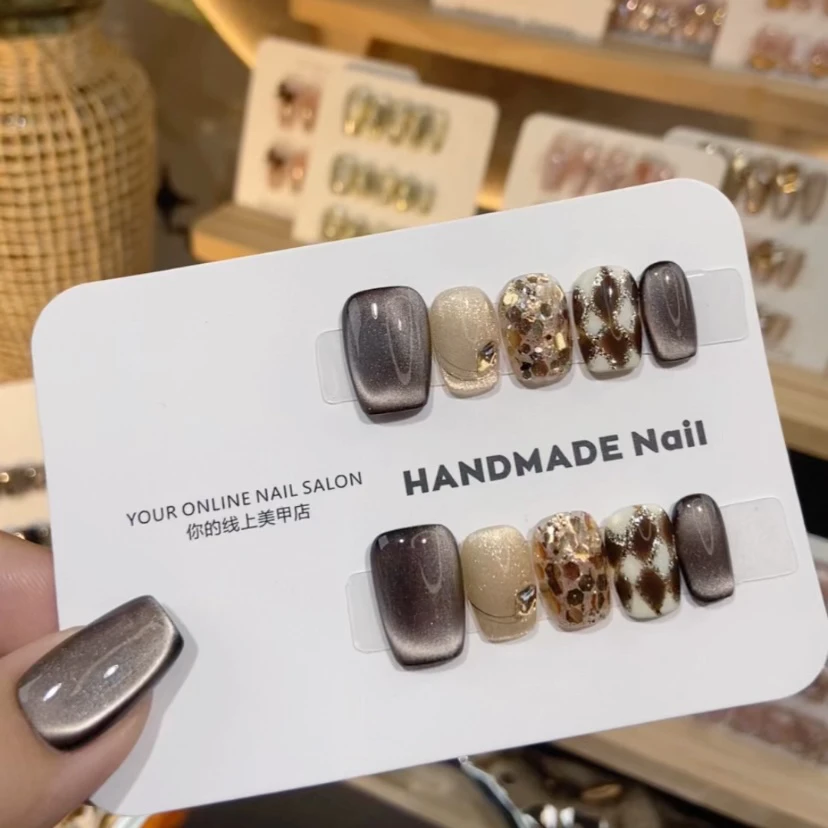 YOUR ONLINE NAIL SALON
你的线上美甲店
HANDMADE Nail